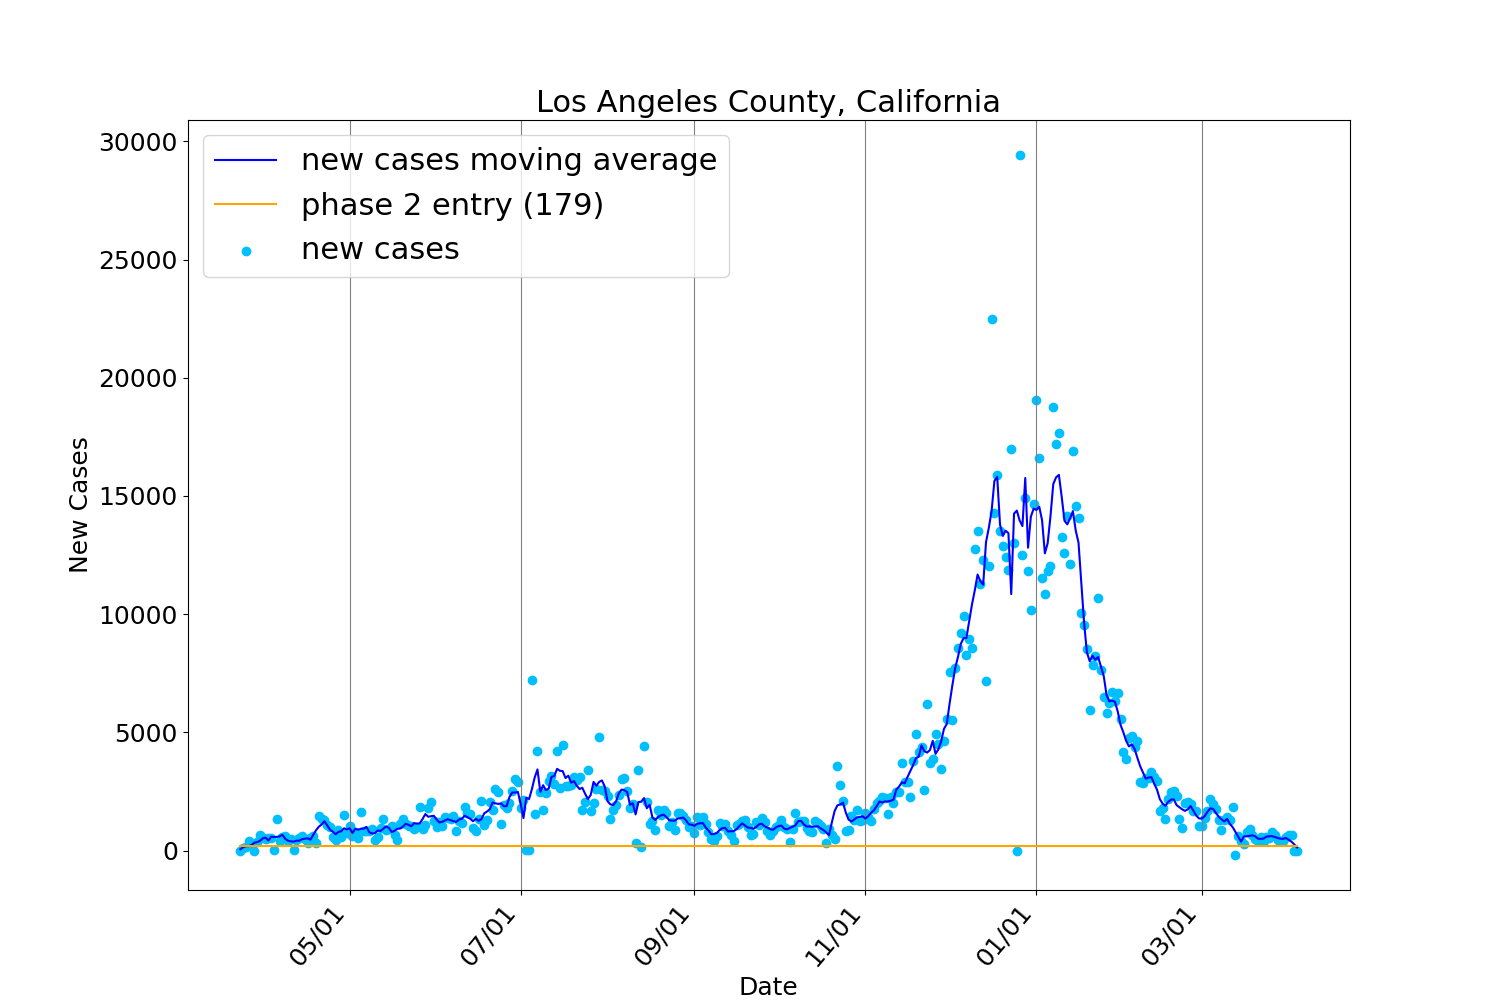 Los Angeles County, California
30000
25000
20000
15000
10000
5000
0
New Cases
new cases moving average
phase 2 entry (179)
new cases
05/01
07/01
09/01
11/01
01/01
03/01
Date